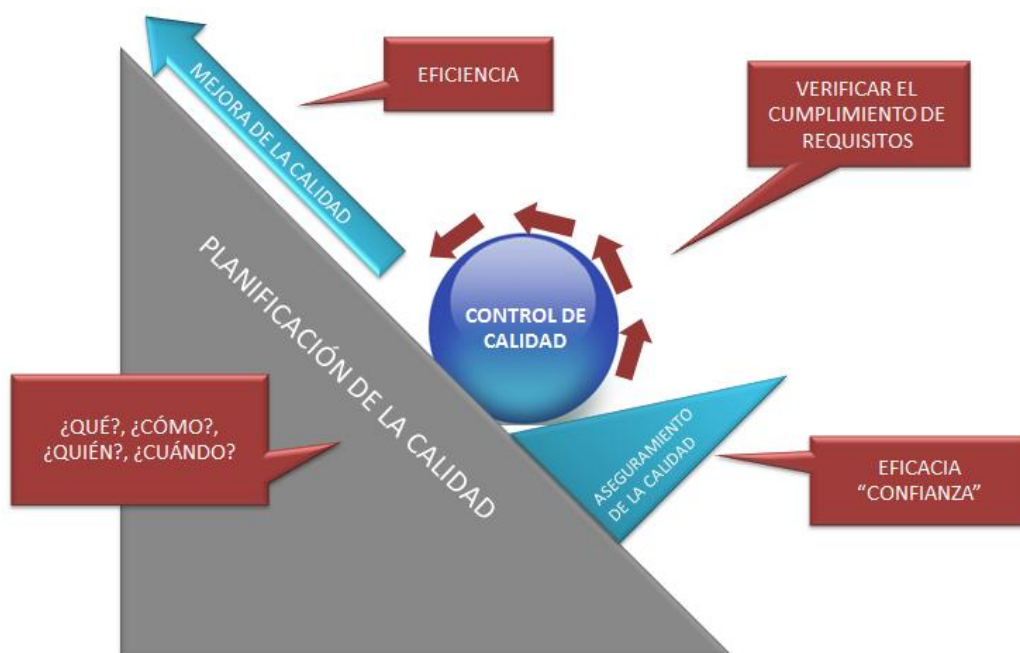 MEJORA DE LA CALIDAD
EFICIENCIA
VERIFICAR EL
CUMPLIMIENTO DE
REQUISITOS
PLANIFICACIÓN DE LA CALIDAD
CONTROL DE
CALIDAD
¿QUÉ?, ¿CÓMO?,
¿QUIÉN?, ¿CUÁNDO?
ASEGURAMIENTO
DE LA CALIDAD
EFICACIA
“CONFIANZA”